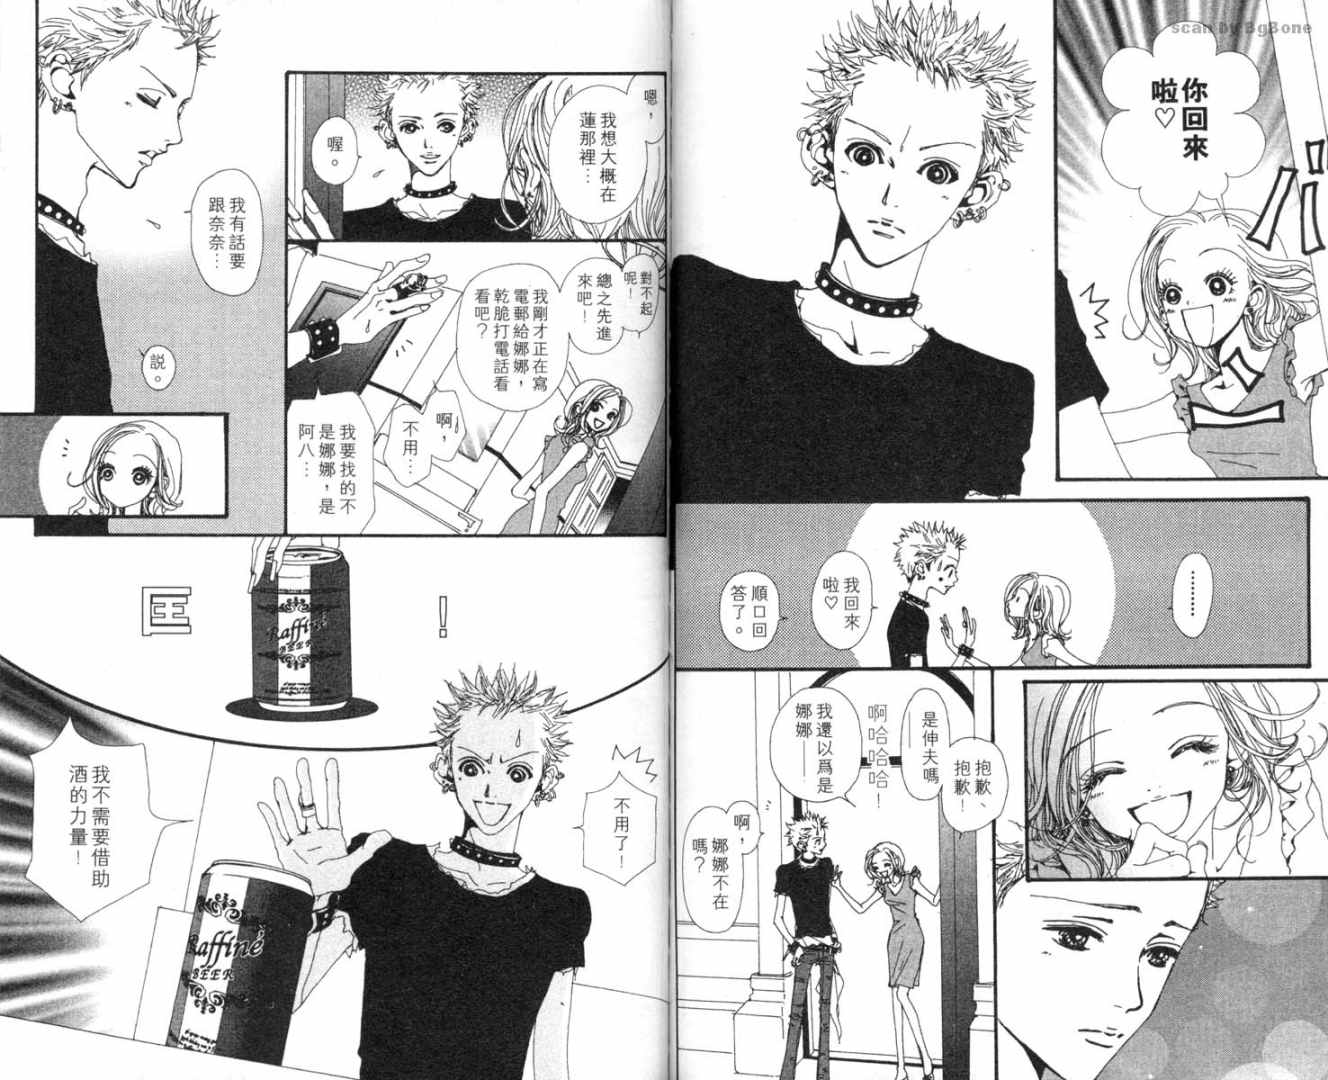 scan by BgBone
你回來
啦♡
………
我回來
啦♡
順口回
答了。
抱歉、
抱歉！
是伸夫嗎
啊哈哈哈！
我還以爲是
娜娜——
啊，
娜娜不在
嗎？
嗯，
我想大概在
蓮那裡…
喔。
對不起
呢！
總之先進
來吧！
我剛才正在寫
電郵給娜娜，
乾脆打電話看
看吧？
啊，
不用…
我要找的不
是娜娜，是
阿八…
我有話要
跟奈奈…
説。
匡！
Raffiné
BEER
不用了！
我不需要借助
酒的力量！
Raffiné
BEER